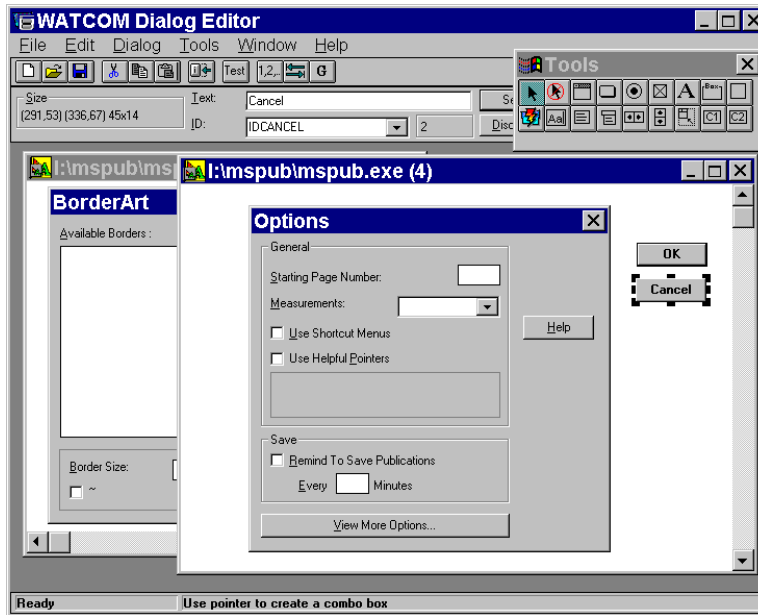 WATCOM Dialog Editor
File Edit Dialog Tools Window Help
Test 1,2,.. G
Tools
A Box
Aa C1 C2
Size
(291,53) (336,67) 45x14
Text: Cancel
ID: IDCANCEL 2
I:\mspub\ms
BorderArt
Available Borders :
Border Size:
~
I:\mspub\mspub.exe (4)
Options
General
Starting Page Number:
Measurements:
Use Shortcut Menus
Use Helpful Pointers
Help
Save
Remind To Save Publications
Every Minutes
View More Options...
OK
Cancel
Ready Use pointer to create a combo box